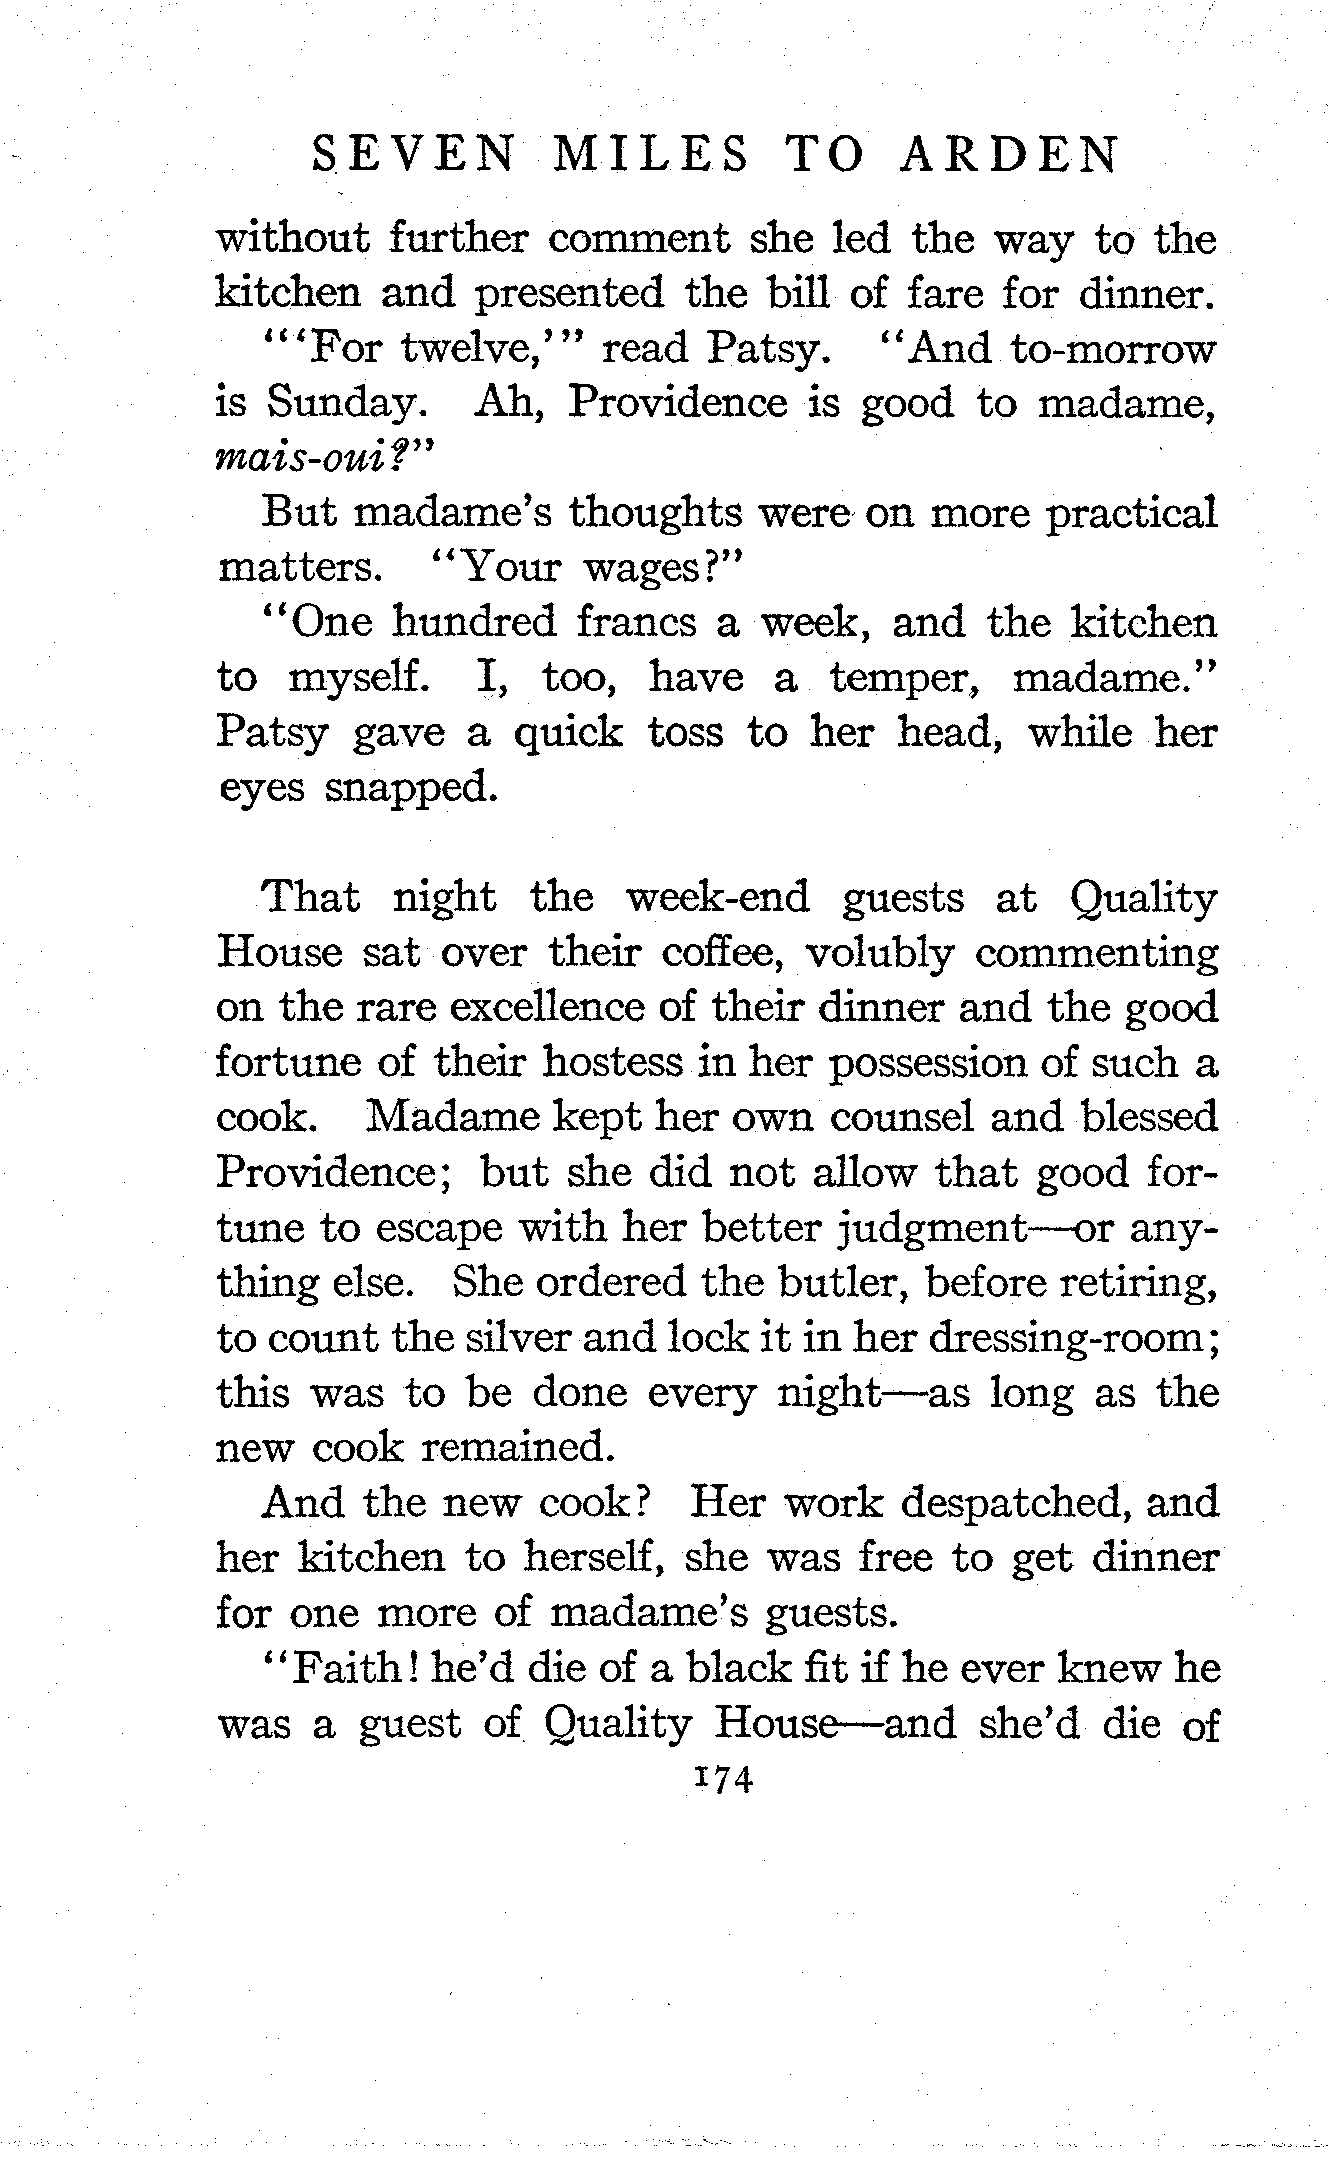 SEVEN MILES TO ARDEN
without further comment she led the way to the
kitchen and presented the bill of fare for dinner.
"'For twelve,'" read Patsy. "And to-morrow
is Sunday. Ah, Providence is good to madame,
mais-oui?"
But madame's thoughts were on more practical
matters. "Your wages?"
"One hundred francs a week, and the kitchen
to myself. I, too, have a temper, madame."
Patsy gave a quick toss to her head, while her
eyes snapped.
That night the week-end guests at Quality
House sat over their coffee, volubly commenting
on the rare excellence of their dinner and the good
fortune of their hostess in her possession of such a
cook. Madame kept her own counsel and blessed
Providence; but she did not allow that good for-
tune to escape with her better judgment—or any-
thing else. She ordered the butler, before retiring,
to count the silver and lock it in her dressing-room;
this was to be done every night—as long as the
new cook remained.
And the new cook? Her work despatched, and
her kitchen to herself, she was free to get dinner
for one more of madame's guests.
"Faith! he'd die of a black fit if he ever knew he
was a guest of Quality House—and she'd die of
174